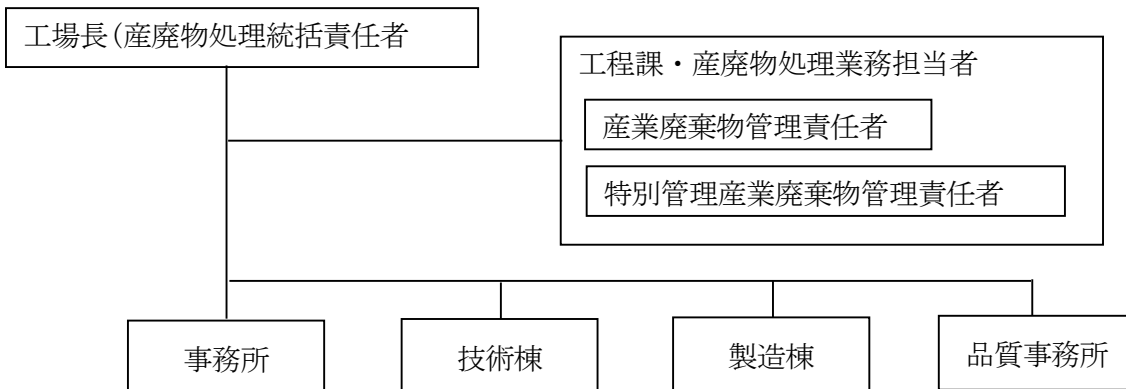 工場長(産廃物処理統括責任者
工程課・産廃物処理業務担当者
産業廃棄物管理責任者
特別管理産業廃棄物管理責任者
事務所
技術棟
製造棟
品質事務所